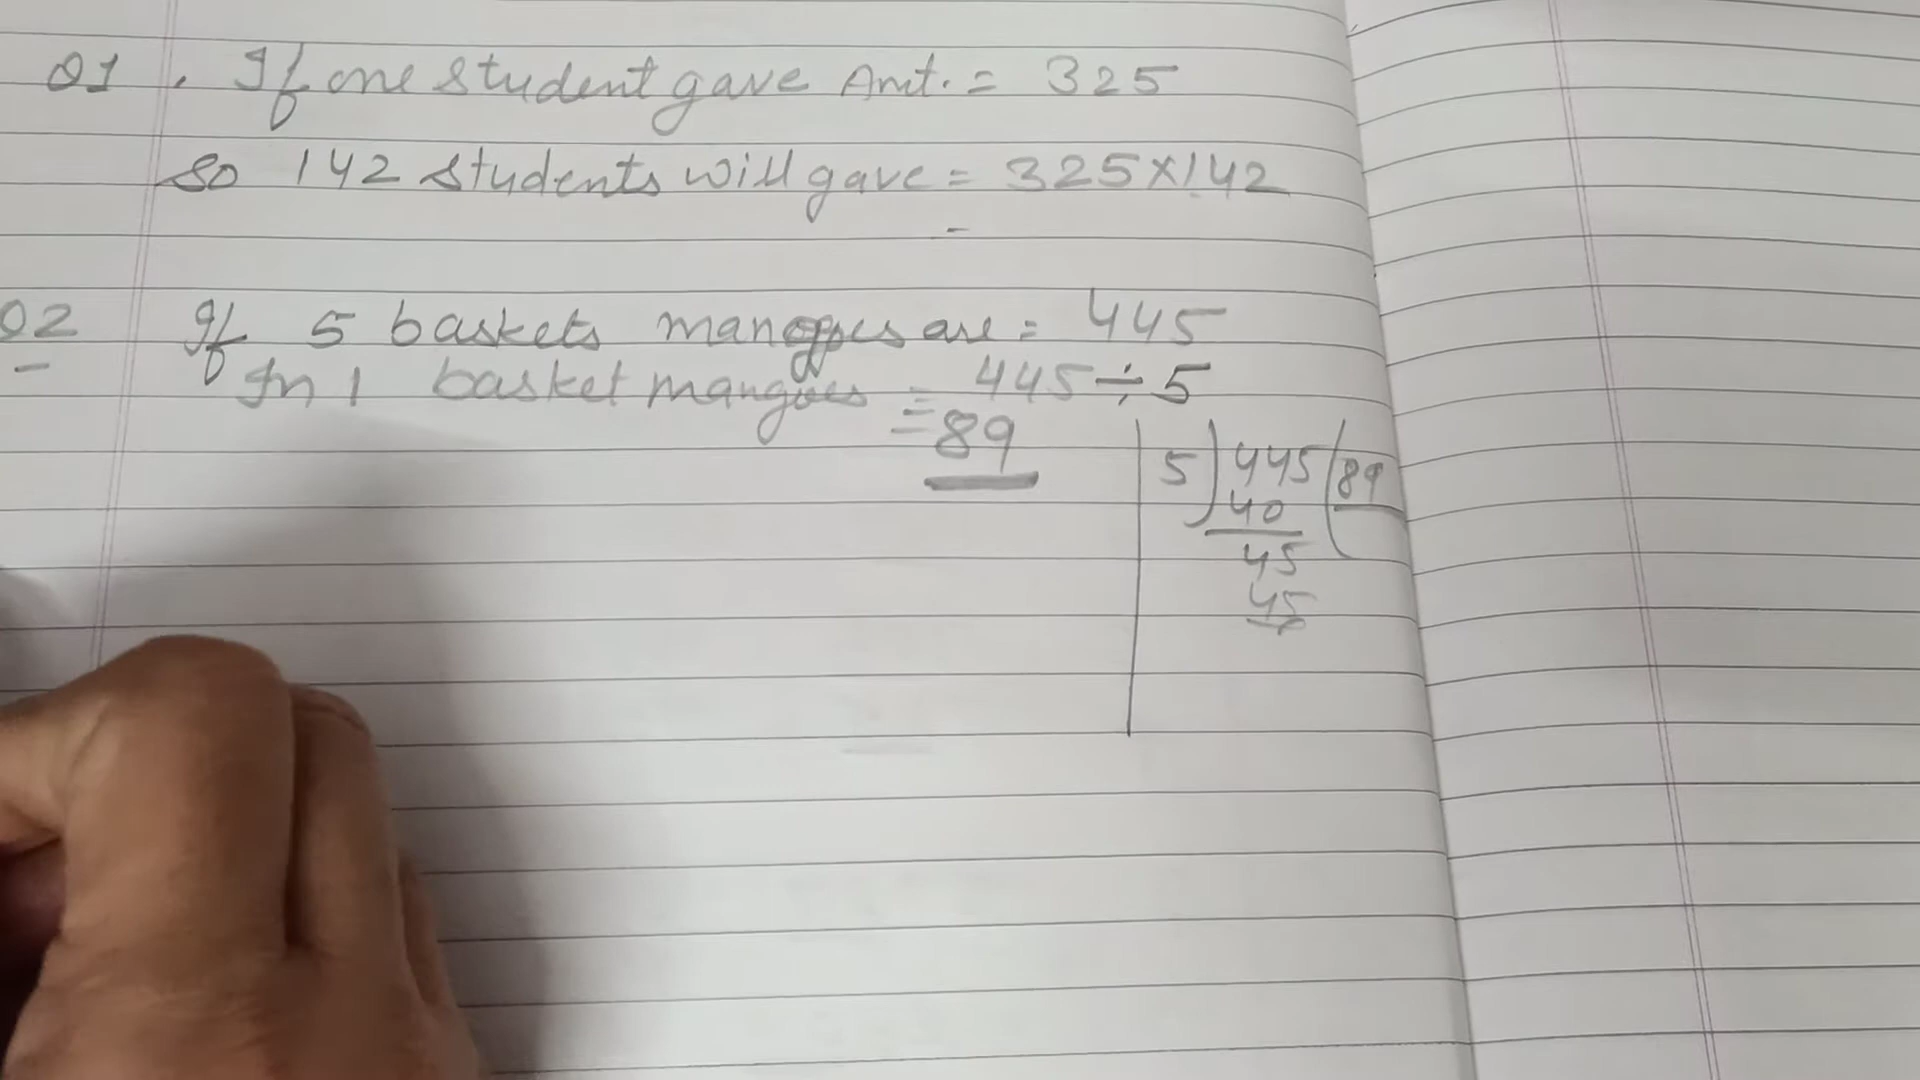 Q1. If one student gave Amt. = 325
so 142 students will gave = 325×142
Q2 If 5 baskets mangoes are = 445
In 1 basket mangoes = 445÷5
= 89
5)445(89
40
45
45